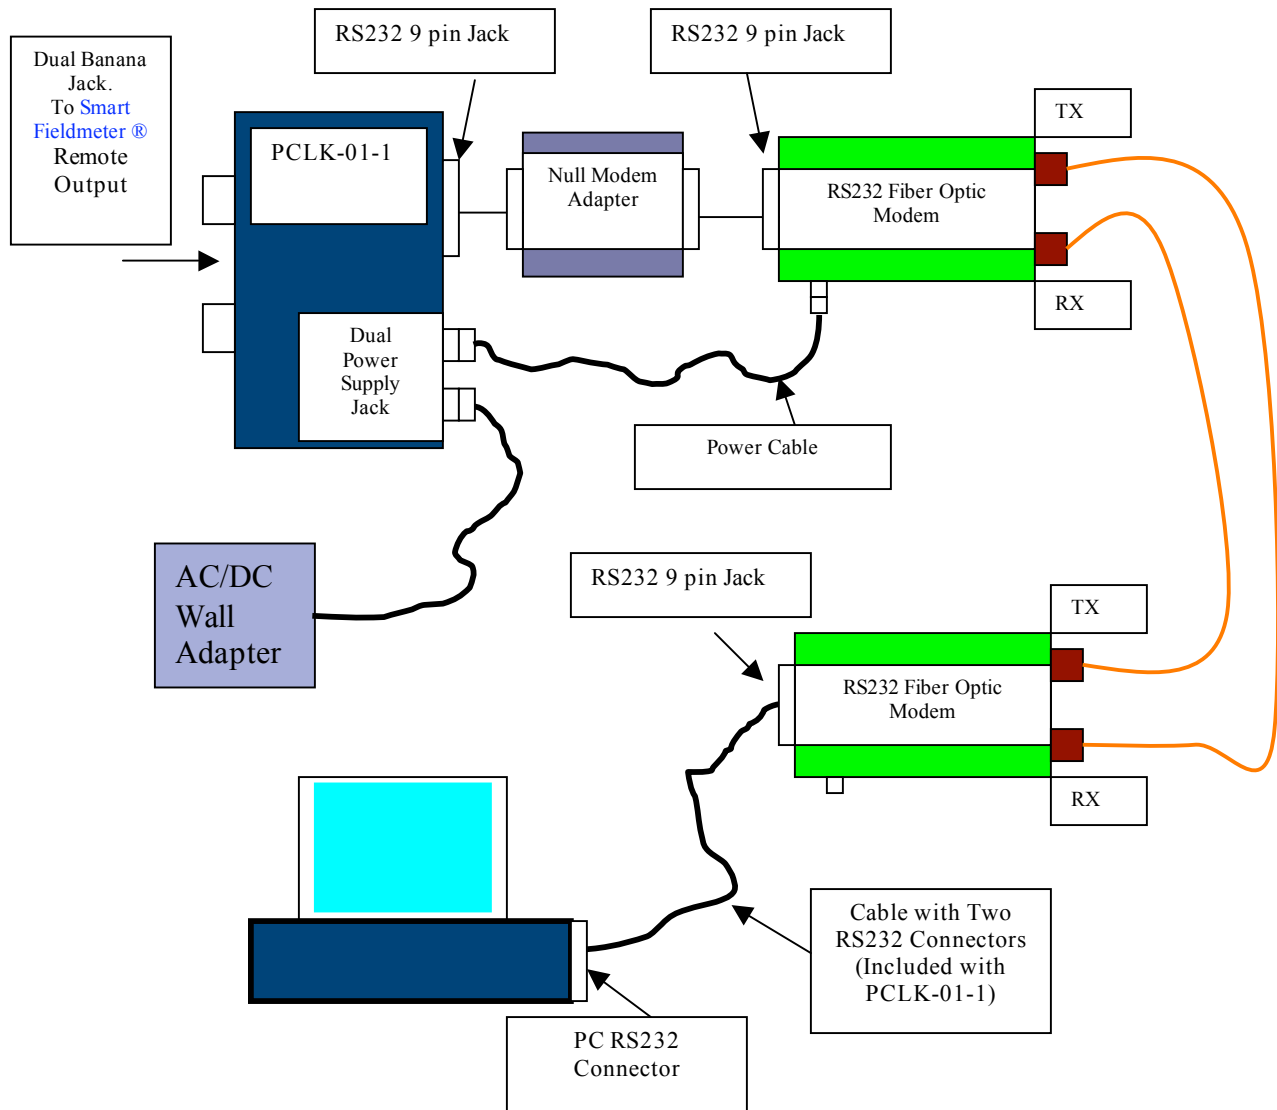 RS232 9 pin Jack
RS232 9 pin Jack
Dual Banana
Jack.
To Smart
Fieldmeter ®
Remote
Output
PCLK-01-1
Null Modem
Adapter
RS232 Fiber Optic
Modem
TX
RX
Dual
Power
Supply
Jack
Power Cable
AC/DC
Wall
Adapter
RS232 9 pin Jack
TX
RS232 Fiber Optic
Modem
RX
Cable with Two
RS232 Connectors
(Included with
PCLK-01-1)
PC RS232
Connector